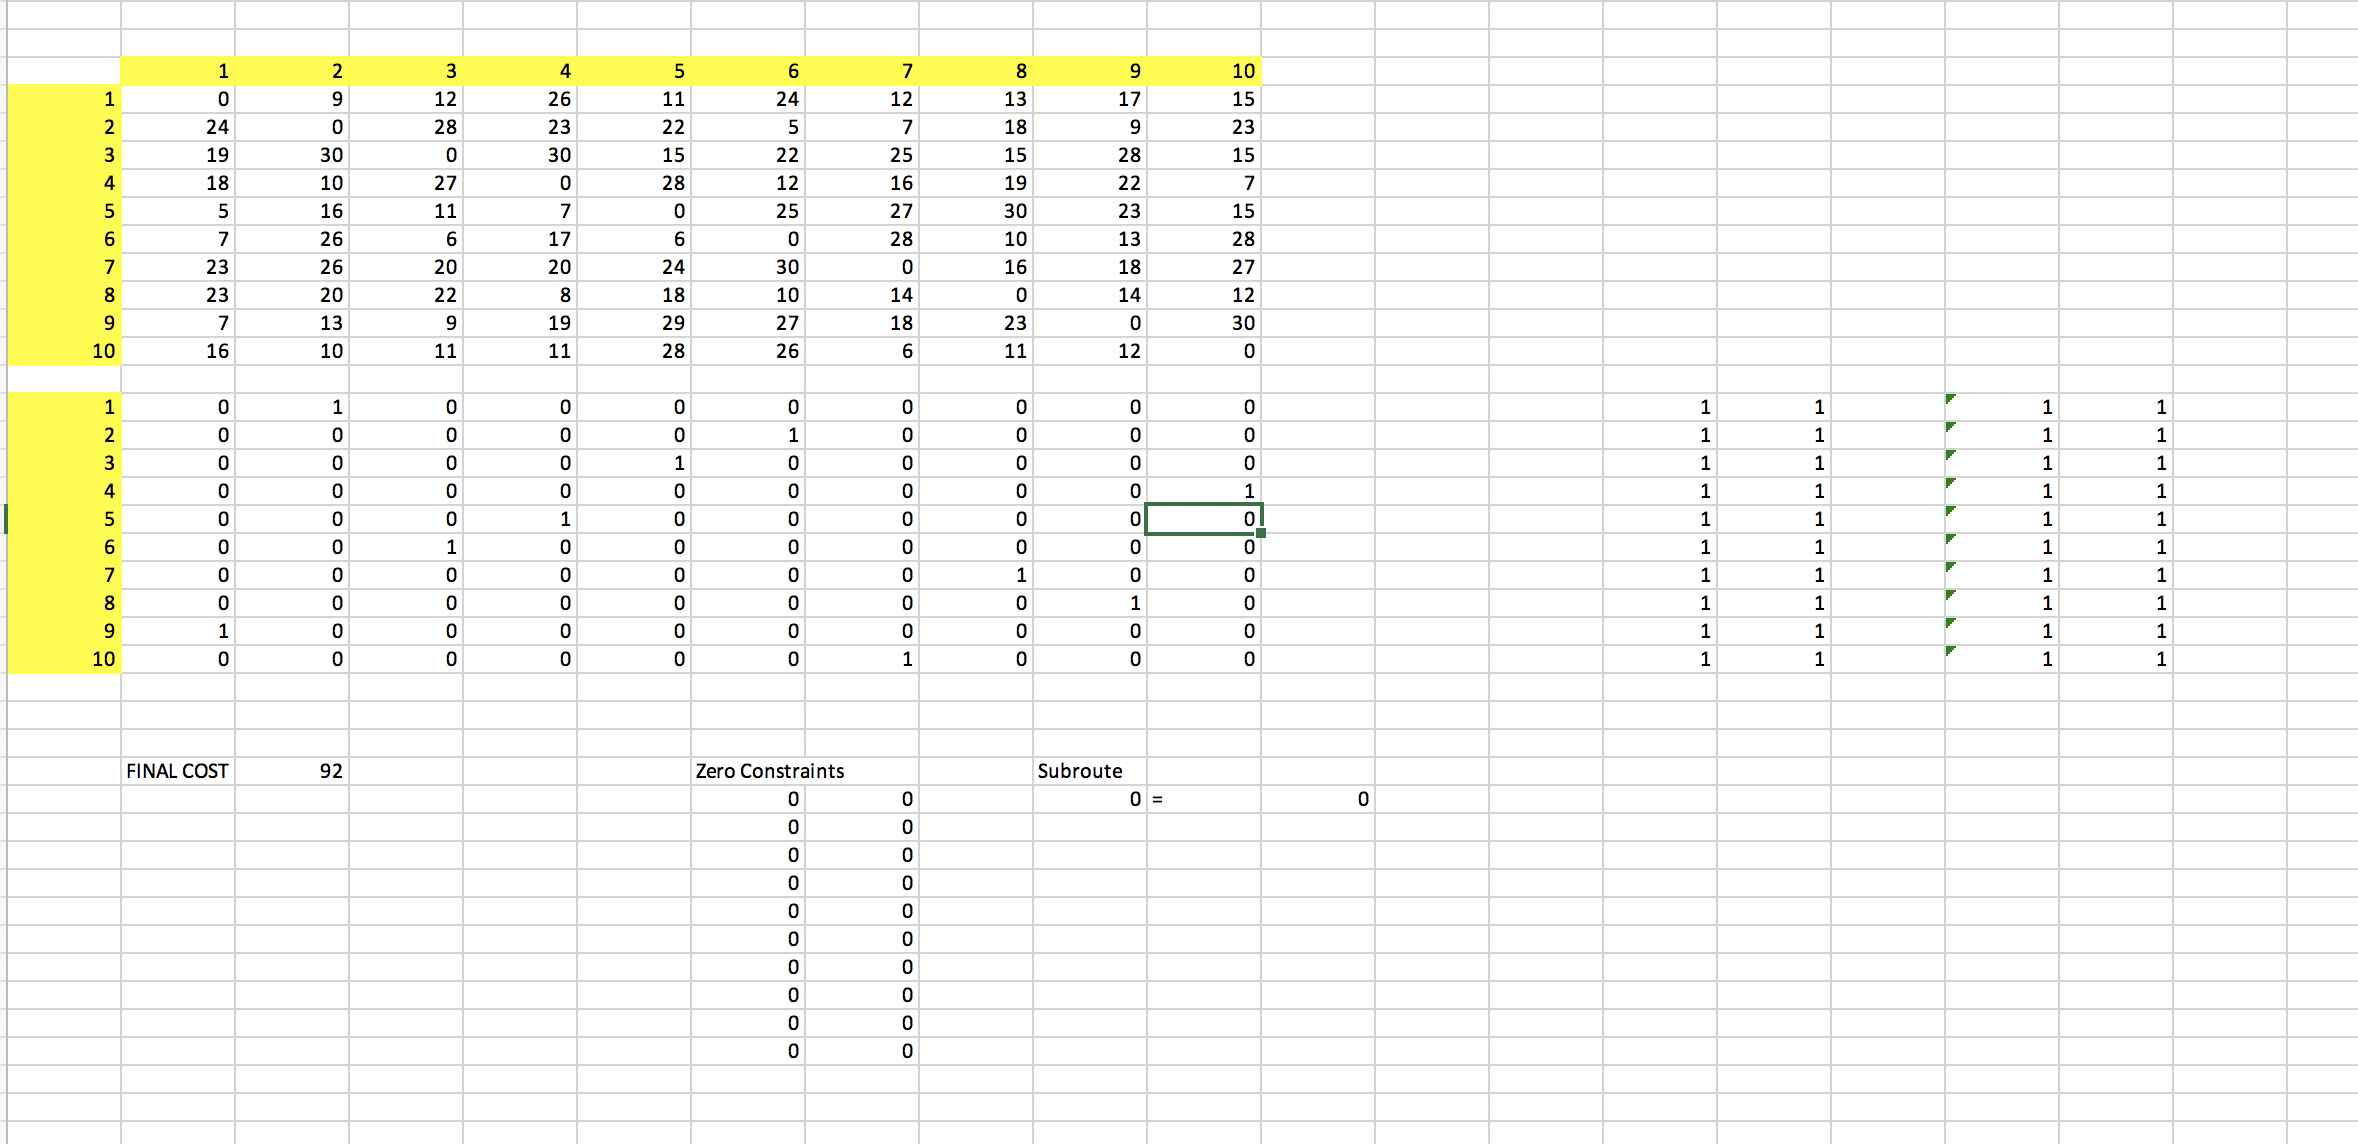 1 2 3 4 5 6 7 8 9 10
1 0 9 12 26 11 24 12 13 17 15
2 24 0 28 23 22 5 7 18 9 23
3 19 30 0 30 15 22 25 15 28 15
4 18 10 27 0 28 12 16 19 22 7
5 5 16 11 7 0 25 27 30 23 15
6 7 26 6 17 6 0 28 10 13 28
7 23 26 20 20 24 30 0 16 18 27
8 23 20 22 8 18 10 14 0 14 12
9 7 13 9 19 29 27 18 23 0 30
10 16 10 11 11 28 26 6 11 12 0
1 0 1 0 0 0 0 0 0 0 0 1 1 1 1
2 0 0 0 0 0 1 0 0 0 0 1 1 1 1
3 0 0 0 0 1 0 0 0 0 0 1 1 1 1
4 0 0 0 0 0 0 0 0 0 1 1 1 1 1
5 0 0 0 1 0 0 0 0 0 0 1 1 1 1
6 0 0 1 0 0 0 0 0 0 0 1 1 1 1
7 0 0 0 0 0 0 0 1 0 0 1 1 1 1
8 0 0 0 0 0 0 0 0 1 0 1 1 1 1
9 1 0 0 0 0 0 0 0 0 0 1 1 1 1
10 0 0 0 0 0 0 1 0 0 0 1 1 1 1
FINAL COST 92 Zero Constraints Subroute
0 0 0 = 0
0 0
0 0
0 0
0 0
0 0
0 0
0 0
0 0
0 0